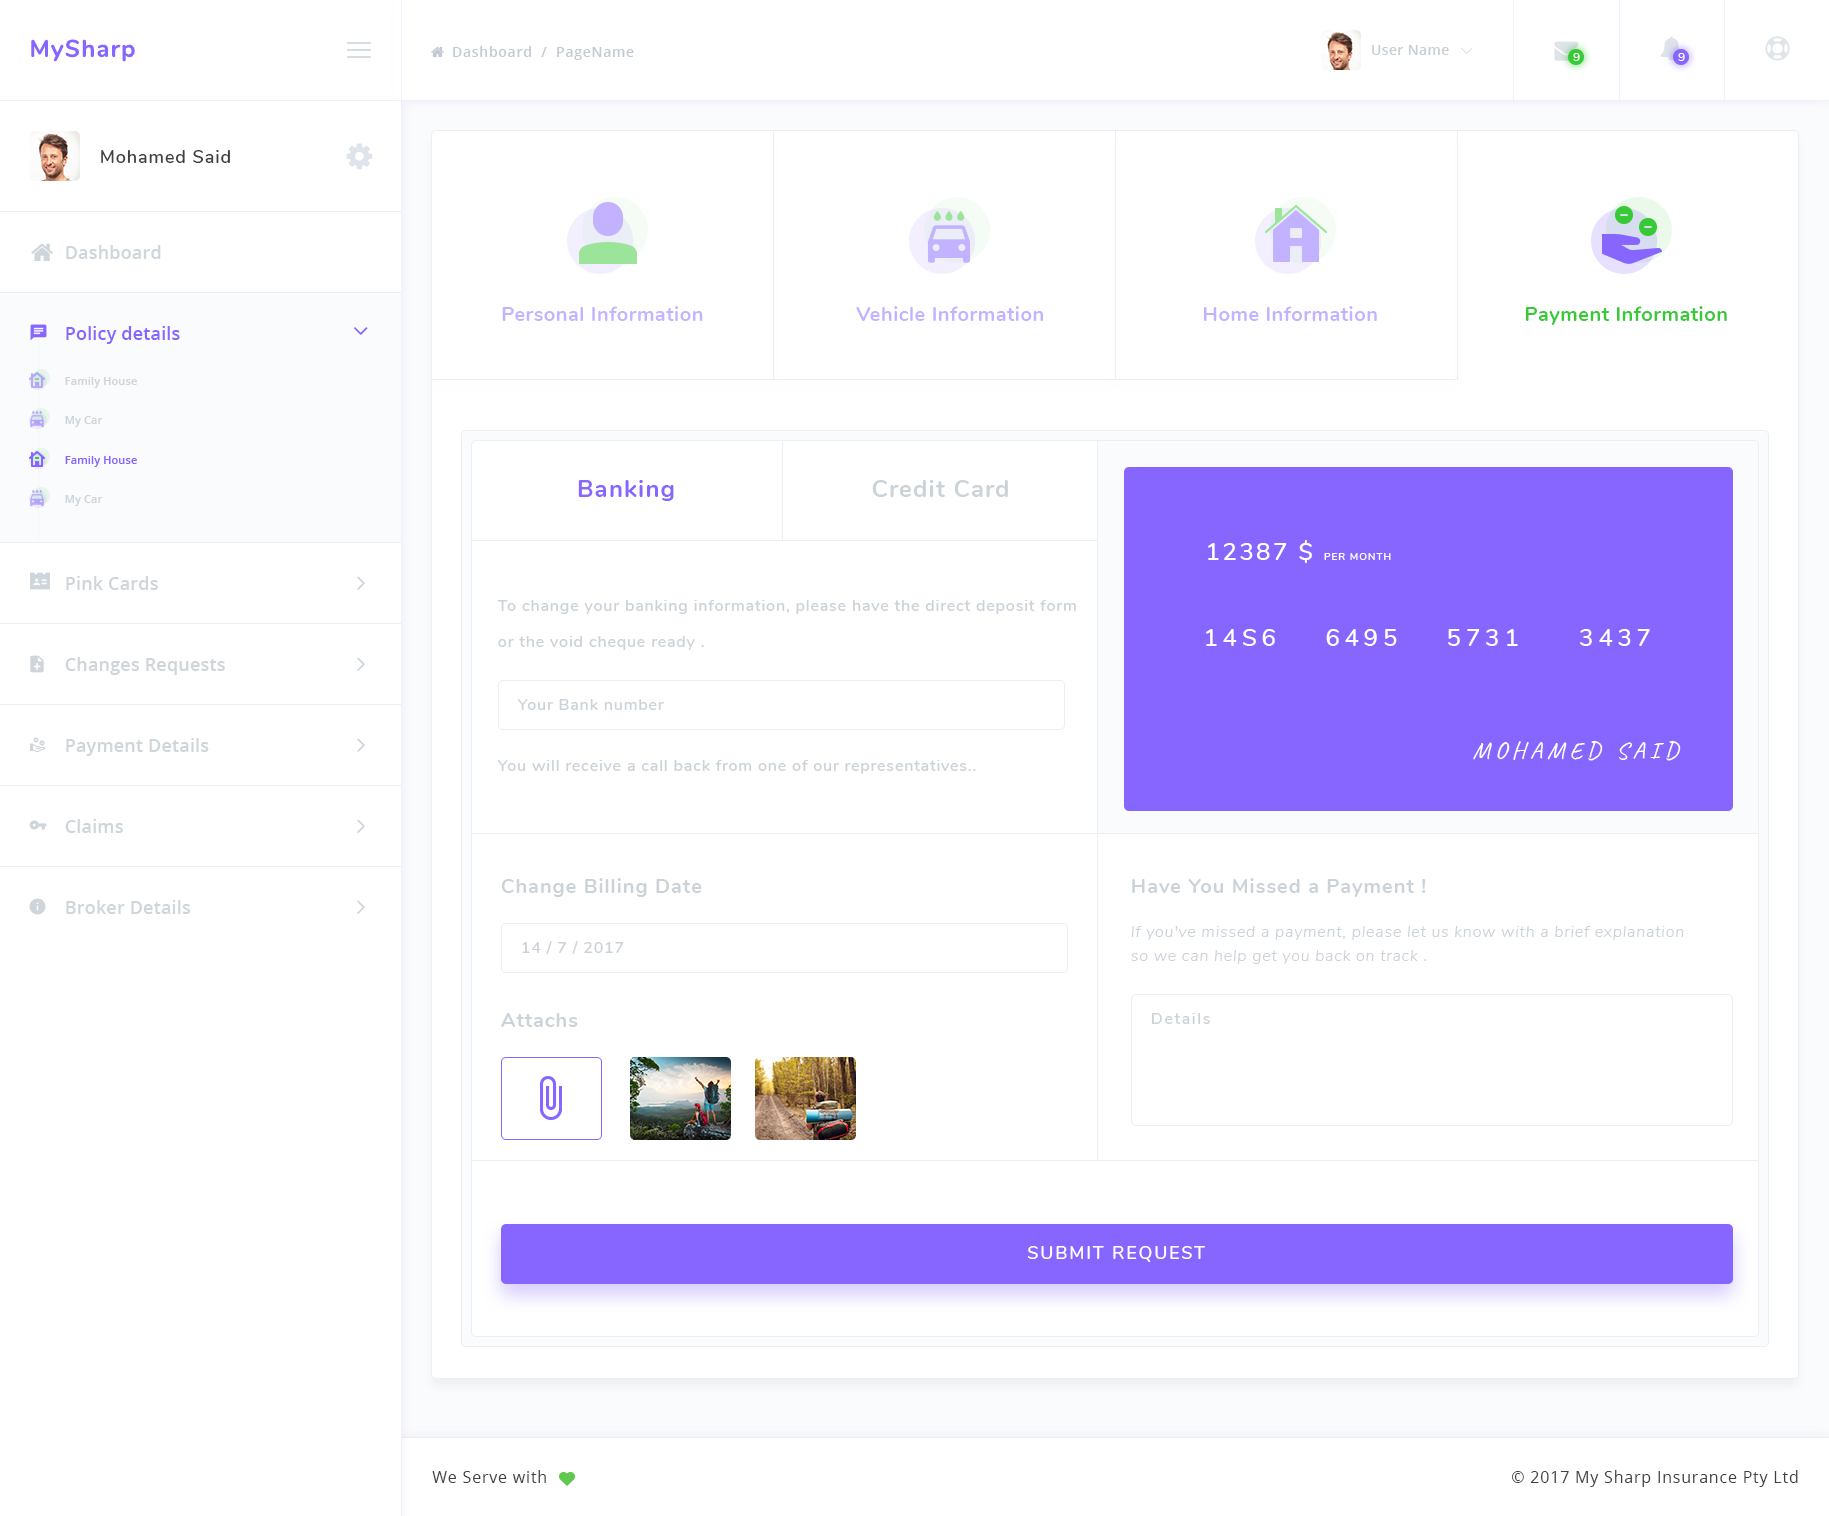 MySharp
Dashboard / PageName
User Name
9
9
Mohamed Said
Dashboard
Policy details
Family House
My Car
Family House
My Car
Pink Cards
Changes Requests
Payment Details
Claims
Broker Details
Personal Information
Vehicle Information
Home Information
Payment Information
Banking
Credit Card
To change your banking information, please have the direct deposit form
or the void cheque ready .
Your Bank number
You will receive a call back from one of our representatives..
12387 $ PER MONTH
14S6 6495 5731 3437
MOHAMED SAID
Change Billing Date
14 / 7 / 2017
Attachs
Have You Missed a Payment !
If you've missed a payment, please let us know with a brief explanation
so we can help get you back on track .
Details
SUBMIT REQUEST
We Serve with
© 2017 My Sharp Insurance Pty Ltd